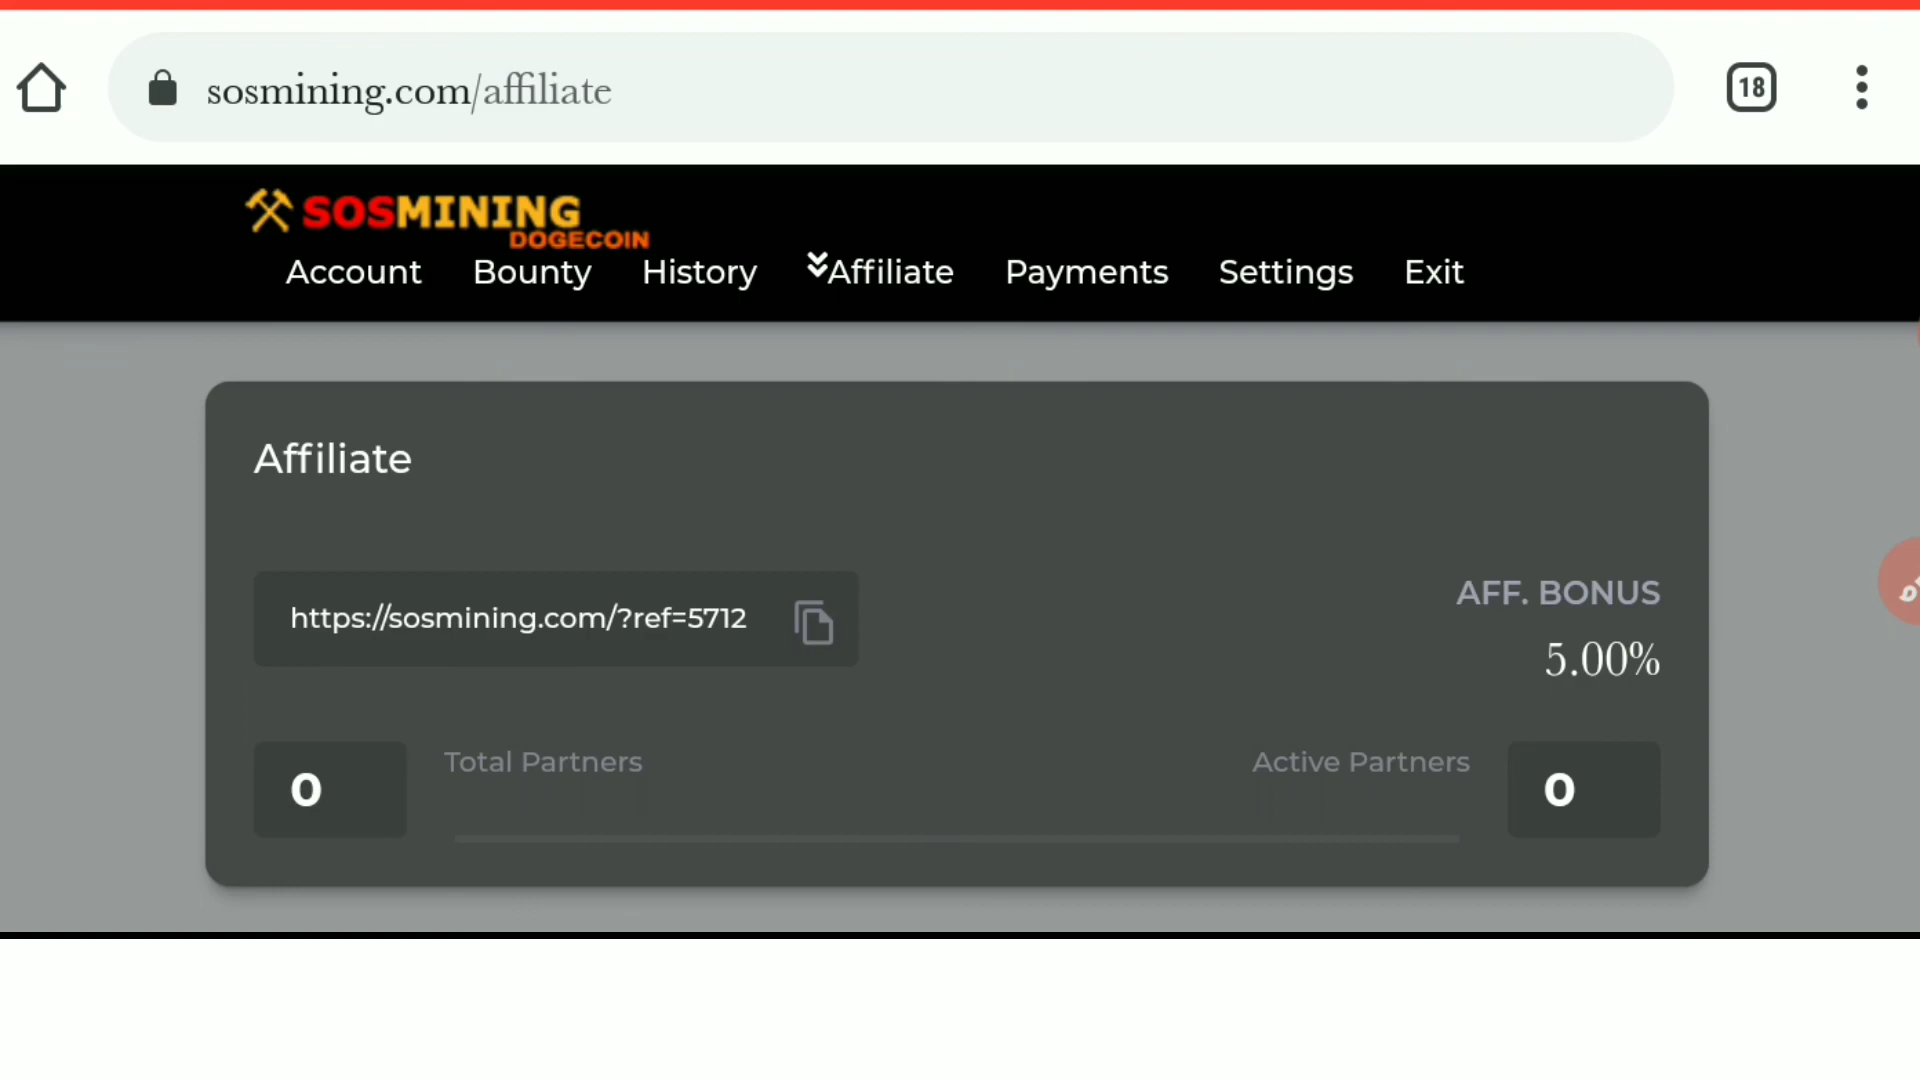 sosmining.com/affiliate
18
SOSMINING
DOGECOIN
Account Bounty History Affiliate Payments Settings Exit
Affiliate
https://sosmining.com/?ref=5712
AFF. BONUS
5.00%
0 Total Partners Active Partners 0